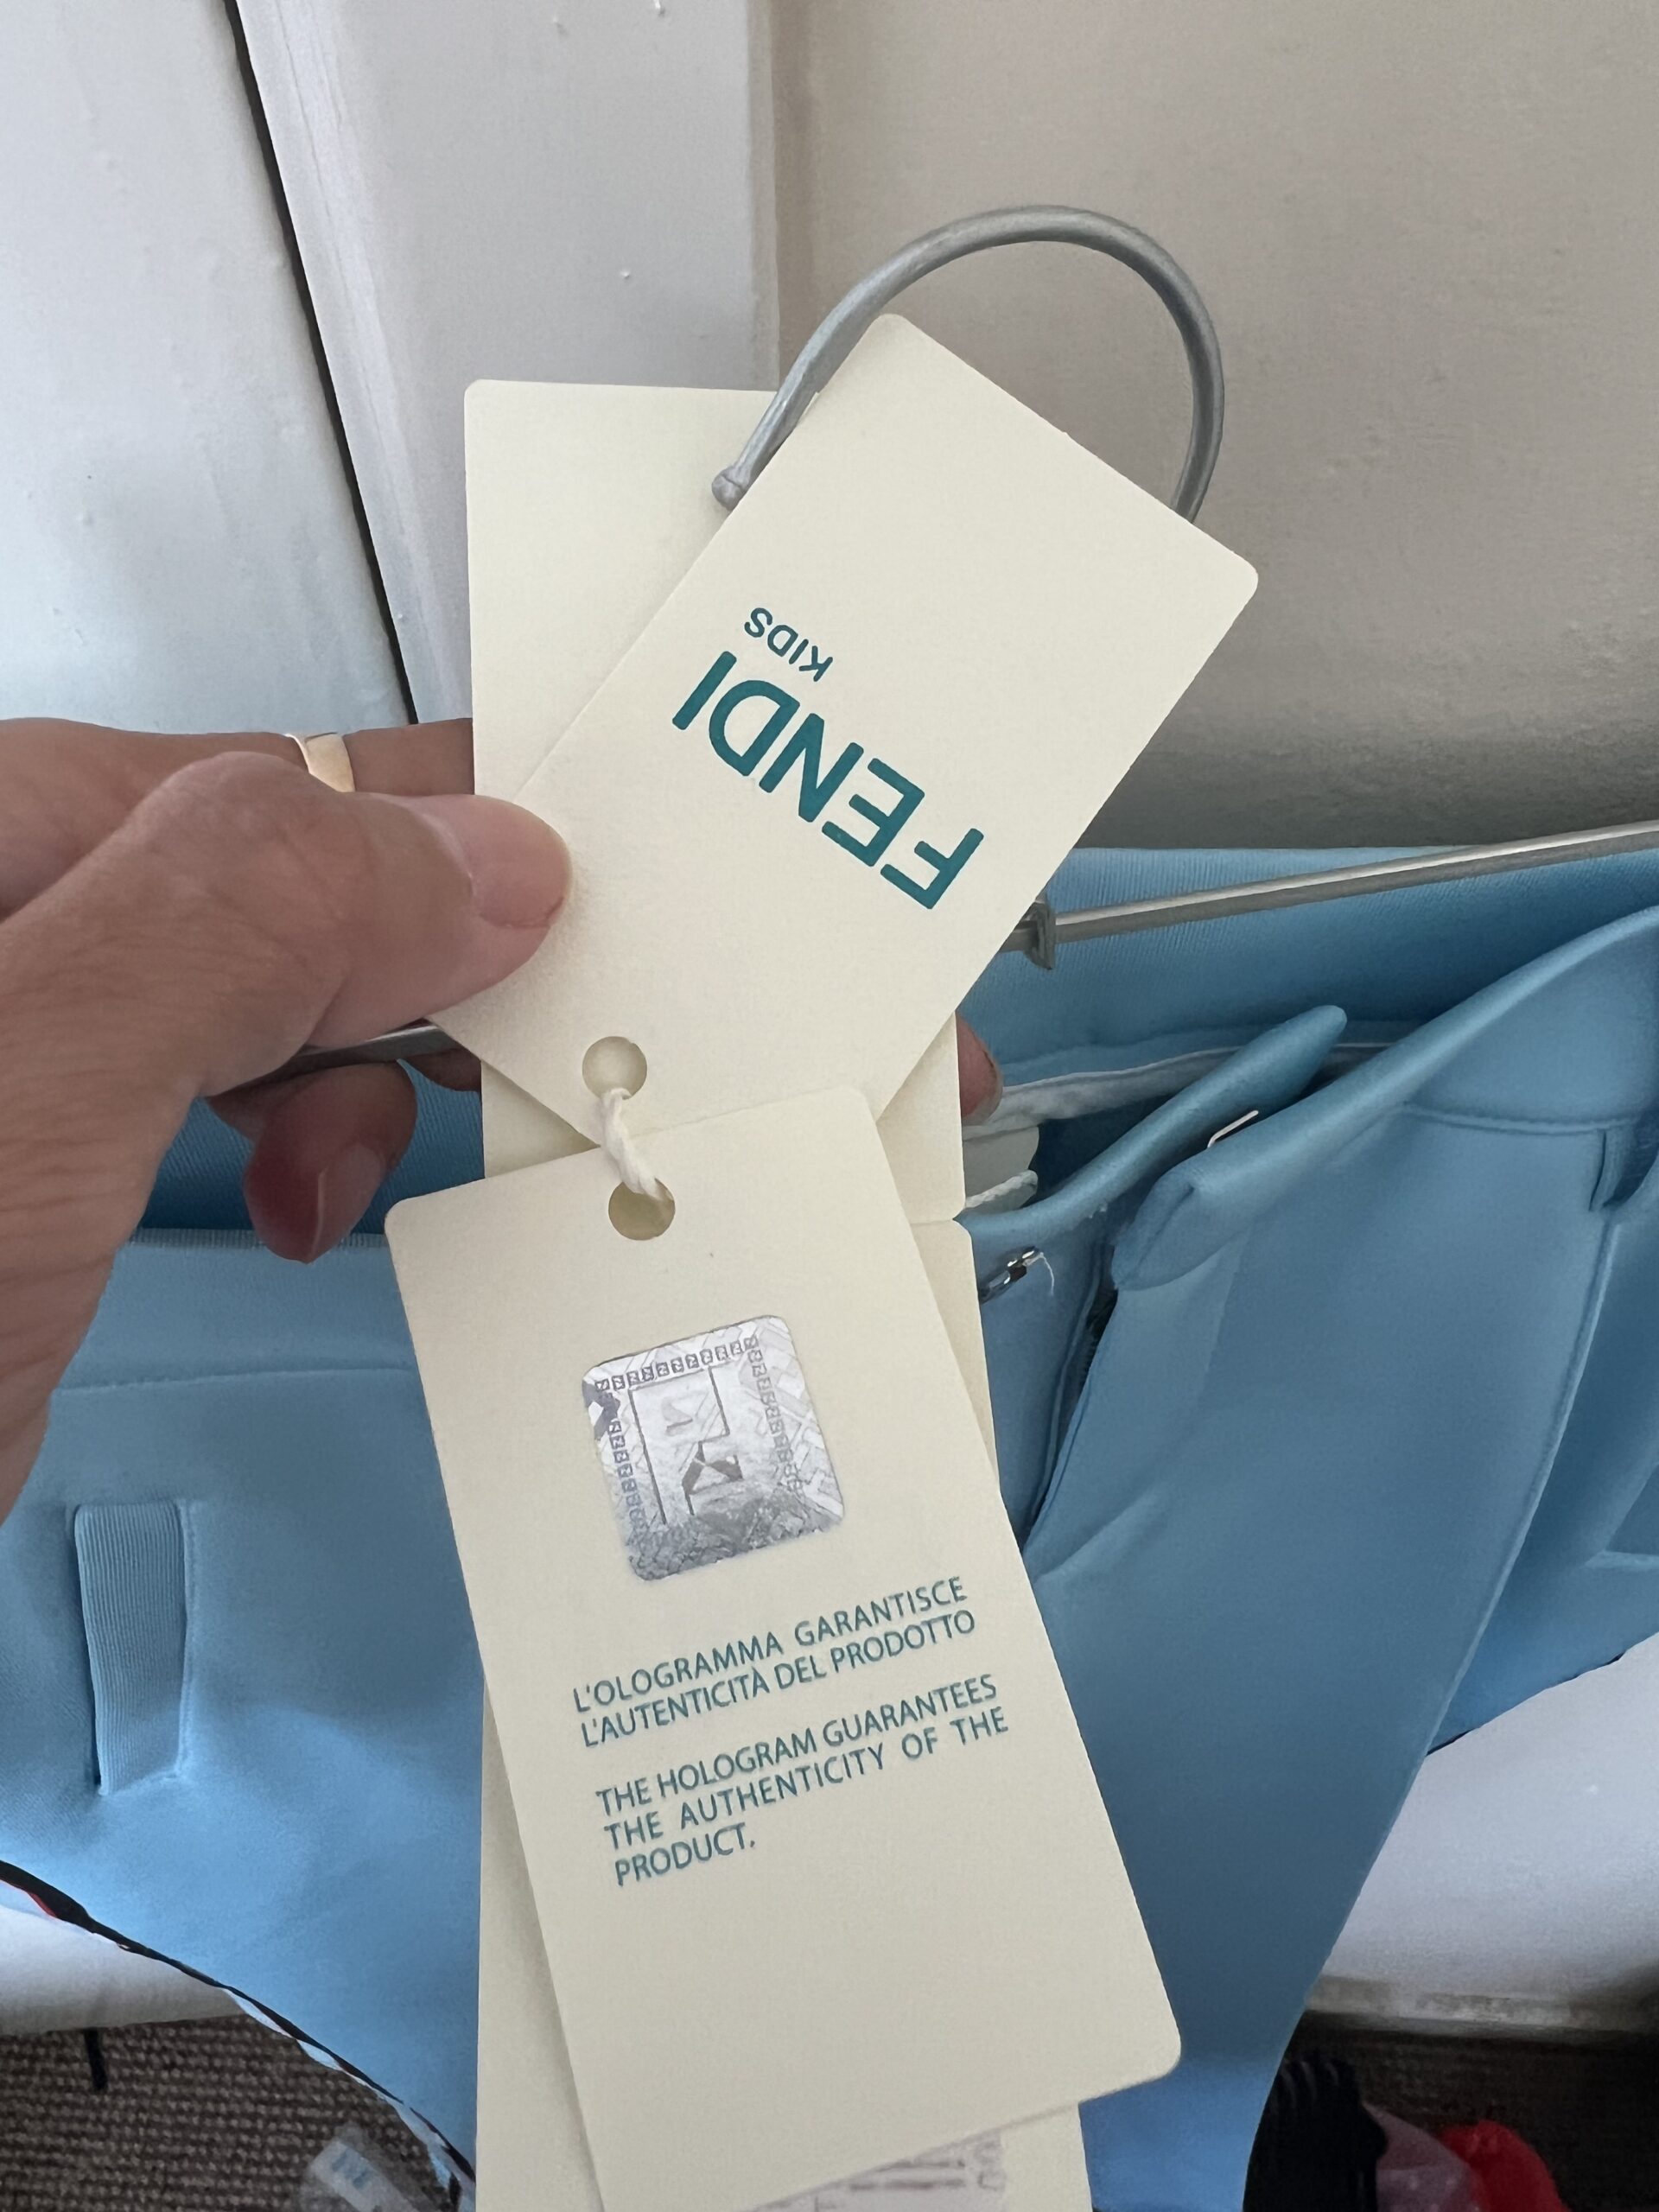 FENDI
KIDS
L'OLOGRAMMA GARANTISCE
L'AUTENTICITÀ DEL PRODOTTO
THE HOLOGRAM GUARANTEES
THE AUTHENTICITY OF THE
PRODUCT.